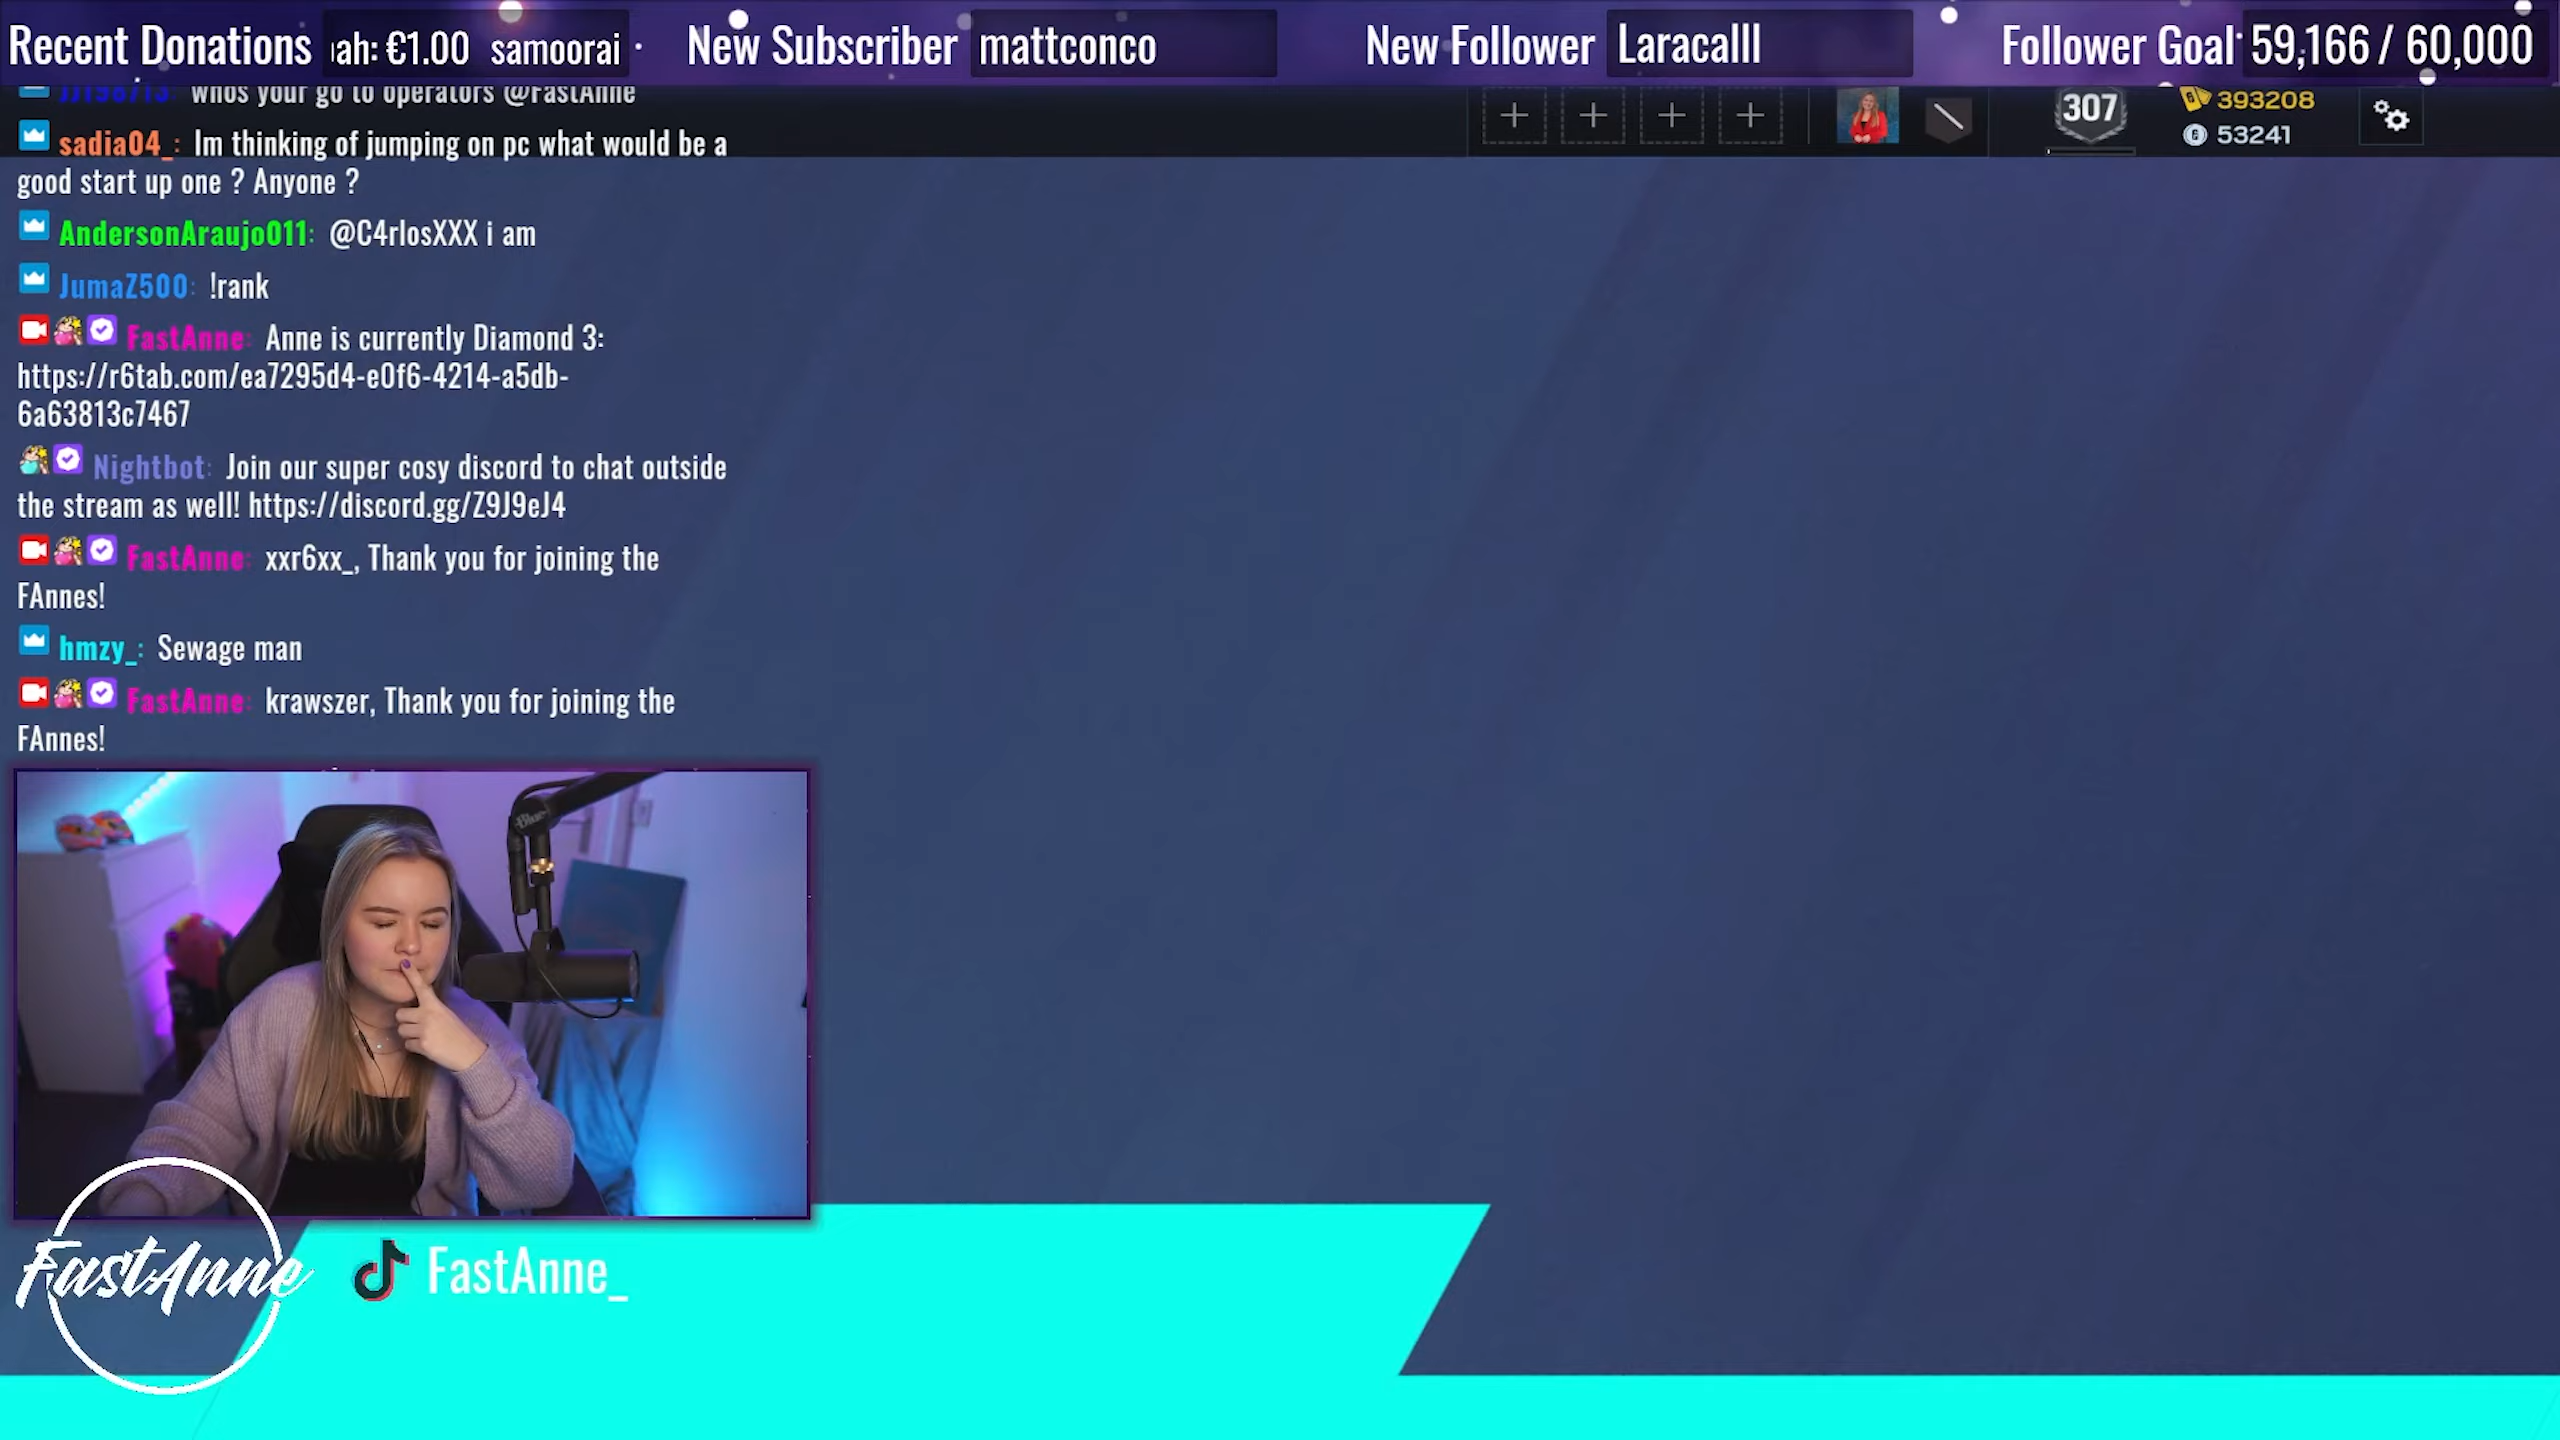 Recent Donations ah: €1.00 samoorai New Subscriber mattconco New Follower Laracalll Follower Goal 59,166 / 60,000
JJ198713: whos your go to operators @FastAnne
sadia04_: Im thinking of jumping on pc what would be a
good start up one ? Anyone ?
AndersonAraujo011: @C4rlosXXX i am
JumaZ500: !rank
FastAnne: Anne is currently Diamond 3:
https://r6tab.com/ea7295d4-e0f6-4214-a5db-
6a63813c7467
Nightbot: Join our super cosy discord to chat outside
the stream as well! https://discord.gg/Z9J9eJ4
FastAnne: xxr6xx_, Thank you for joining the
FAnnes!
hmzy_: Sewage man
FastAnne: krawszer, Thank you for joining the
FAnnes!
307
393208
53241
Blue
FastAnne
FastAnne_